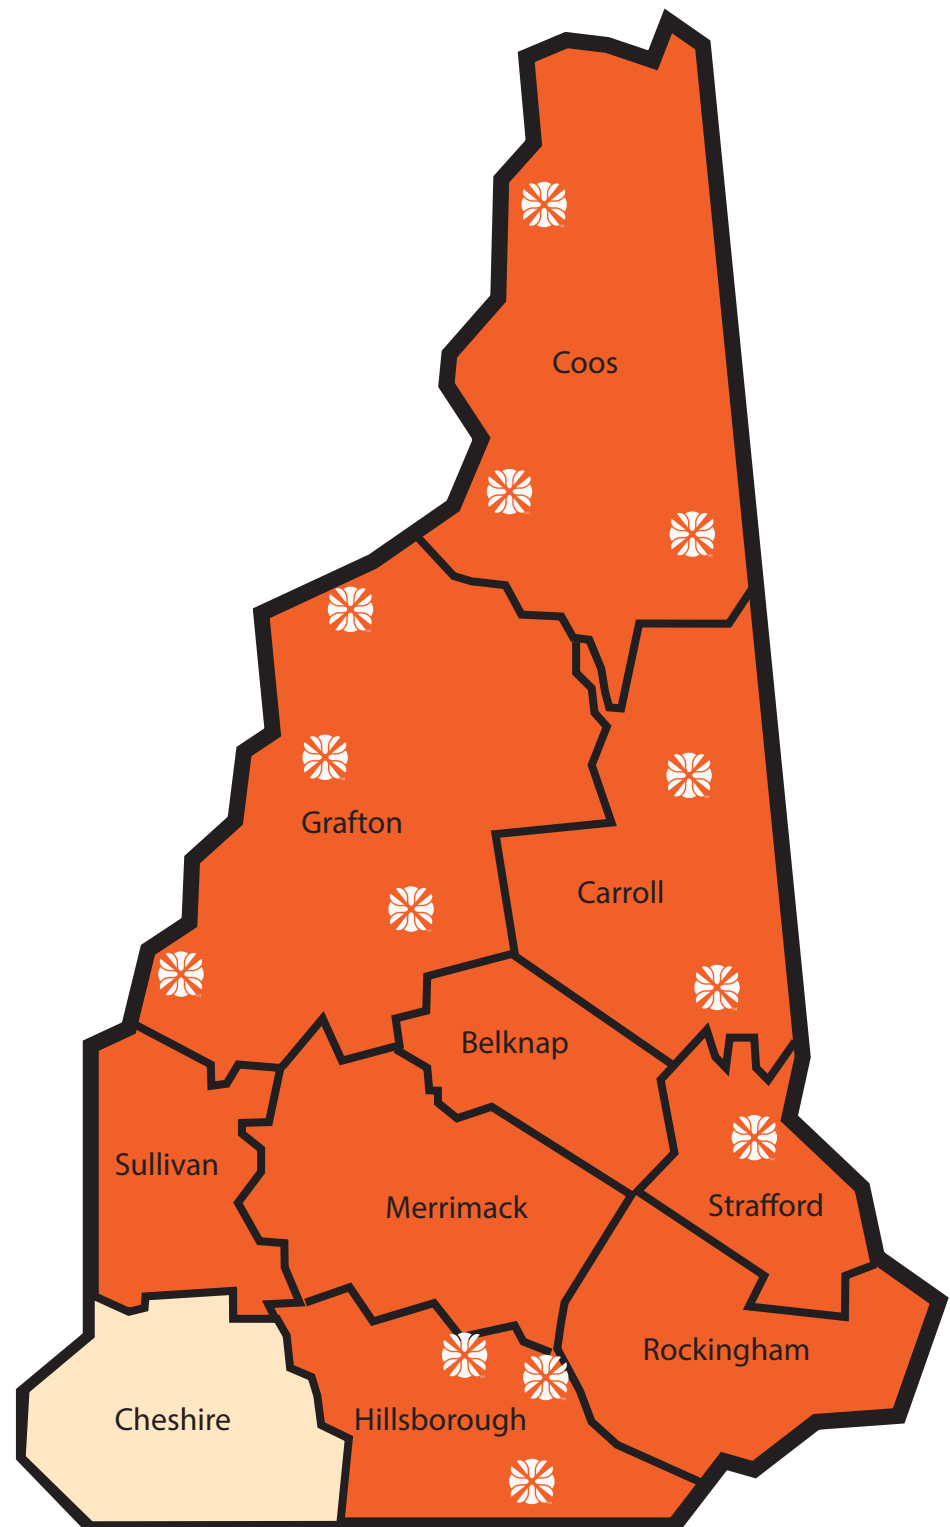 Coos
Grafton
Carroll
Belknap
Sullivan
Merrimack
Strafford
Rockingham
Cheshire
Hillsborough